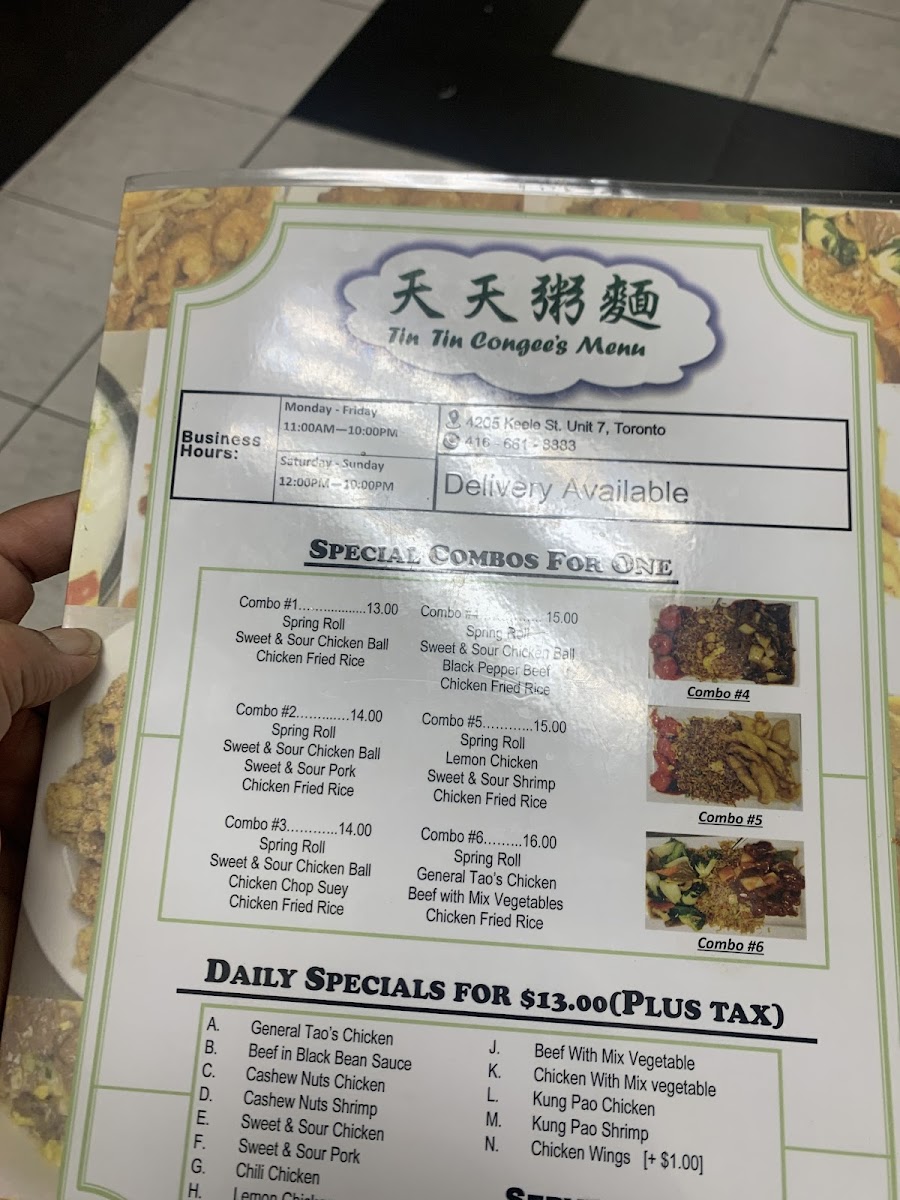 天天粥麵
Tin Tin Congee's Menu
Business Hours:
Monday - Friday
11:00AM—10:00PM
Saturday - Sunday
12:00PM—10:00PM
4205 Keele St. Unit 7, Toronto
416 - 661 - 8383
Delivery Available
SPECIAL COMBOS FOR ONE
Combo #1...................13.00
Spring Roll
Sweet & Sour Chicken Ball
Chicken Fried Rice
Combo #2.............14.00
Spring Roll
Sweet & Sour Chicken Ball
Sweet & Sour Pork
Chicken Fried Rice
Combo #3............14.00
Spring Roll
Sweet & Sour Chicken Ball
Chicken Chop Suey
Chicken Fried Rice
Combo #4..................15.00
Spring Roll
Sweet & Sour Chicken Ball
Black Pepper Beef
Chicken Fried Rice
Combo #5............15.00
Spring Roll
Lemon Chicken
Sweet & Sour Shrimp
Chicken Fried Rice
Combo #6.........16.00
Spring Roll
General Tao's Chicken
Beef with Mix Vegetables
Chicken Fried Rice
Combo #4
Combo #5
Combo #6
DAILY SPECIALS FOR $13.00(PLUS TAX)
A. General Tao's Chicken
B. Beef in Black Bean Sauce
C. Cashew Nuts Chicken
D. Cashew Nuts Shrimp
E. Sweet & Sour Chicken
F. Sweet & Sour Pork
G. Chili Chicken
H. Lemon
J. Beef With Mix Vegetable
K. Chicken With Mix vegetable
L. Kung Pao Chicken
M. Kung Pao Shrimp
N. Chicken Wings [+ $1.00]